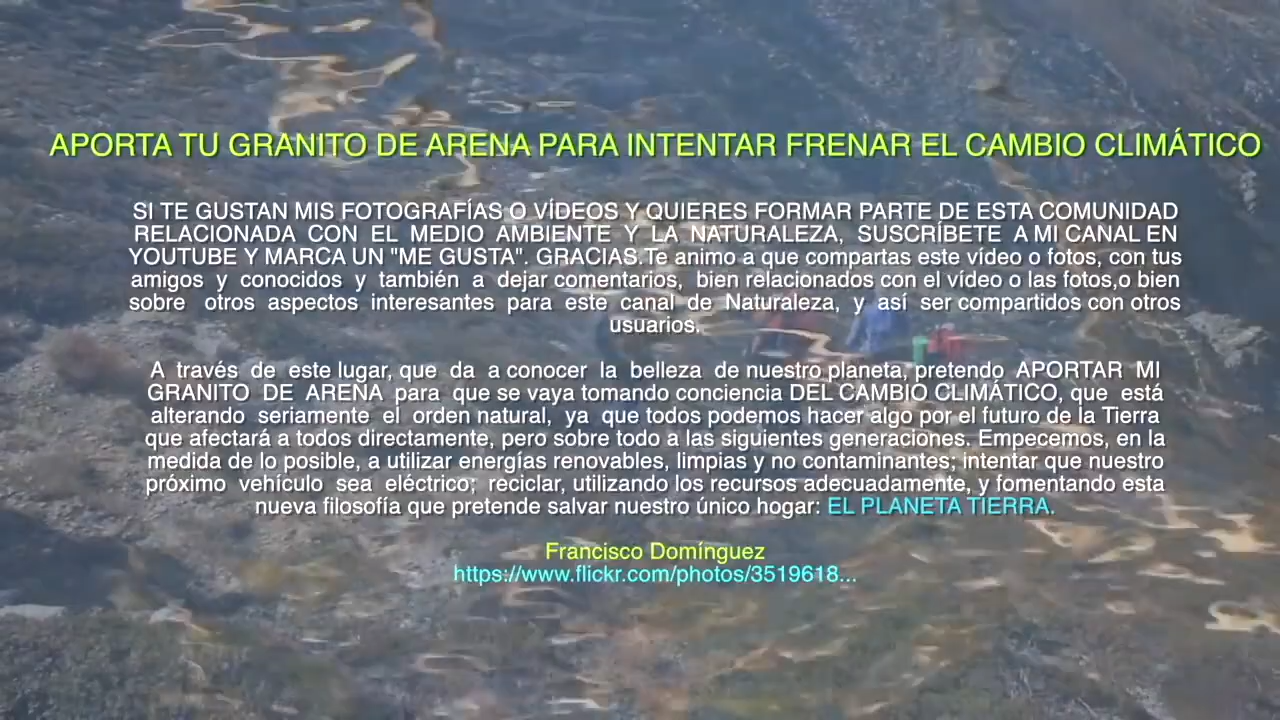 APORTA TU GRANITO DE ARENA PARA INTENTAR FRENAR EL CAMBIO CLIMÁTICO
SI TE GUSTAN MIS FOTOGRAFÍAS O VÍDEOS Y QUIERES FORMAR PARTE DE ESTA COMUNIDAD
RELACIONADA CON EL MEDIO AMBIENTE Y LA NATURALEZA, SUSCRÍBETE A MI CANAL EN
YOUTUBE Y MARCA UN "ME GUSTA". GRACIAS.Te animo a que compartas este vídeo o fotos, con tus
amigos y conocidos y también a dejar comentarios, bien relacionados con el vídeo o las fotos,o bien
sobre otros aspectos interesantes para este canal de Naturaleza, y así ser compartidos con otros
usuarios.
A través de este lugar, que da a conocer la belleza de nuestro planeta, pretendo APORTAR MI
GRANITO DE ARENA para que se vaya tomando conciencia DEL CAMBIO CLIMÁTICO, que está
alterando seriamente el orden natural, ya que todos podemos hacer algo por el futuro de la Tierra
que afectará a todos directamente, pero sobre todo a las siguientes generaciones. Empecemos, en la
medida de lo posible, a utilizar energías renovables, limpias y no contaminantes; intentar que nuestro
próximo vehículo sea eléctrico; reciclar, utilizando los recursos adecuadamente, y fomentando esta
nueva filosofía que pretende salvar nuestro único hogar: EL PLANETA TIERRA.
Francisco Domínguez
https://www.flickr.com/photos/3519618...